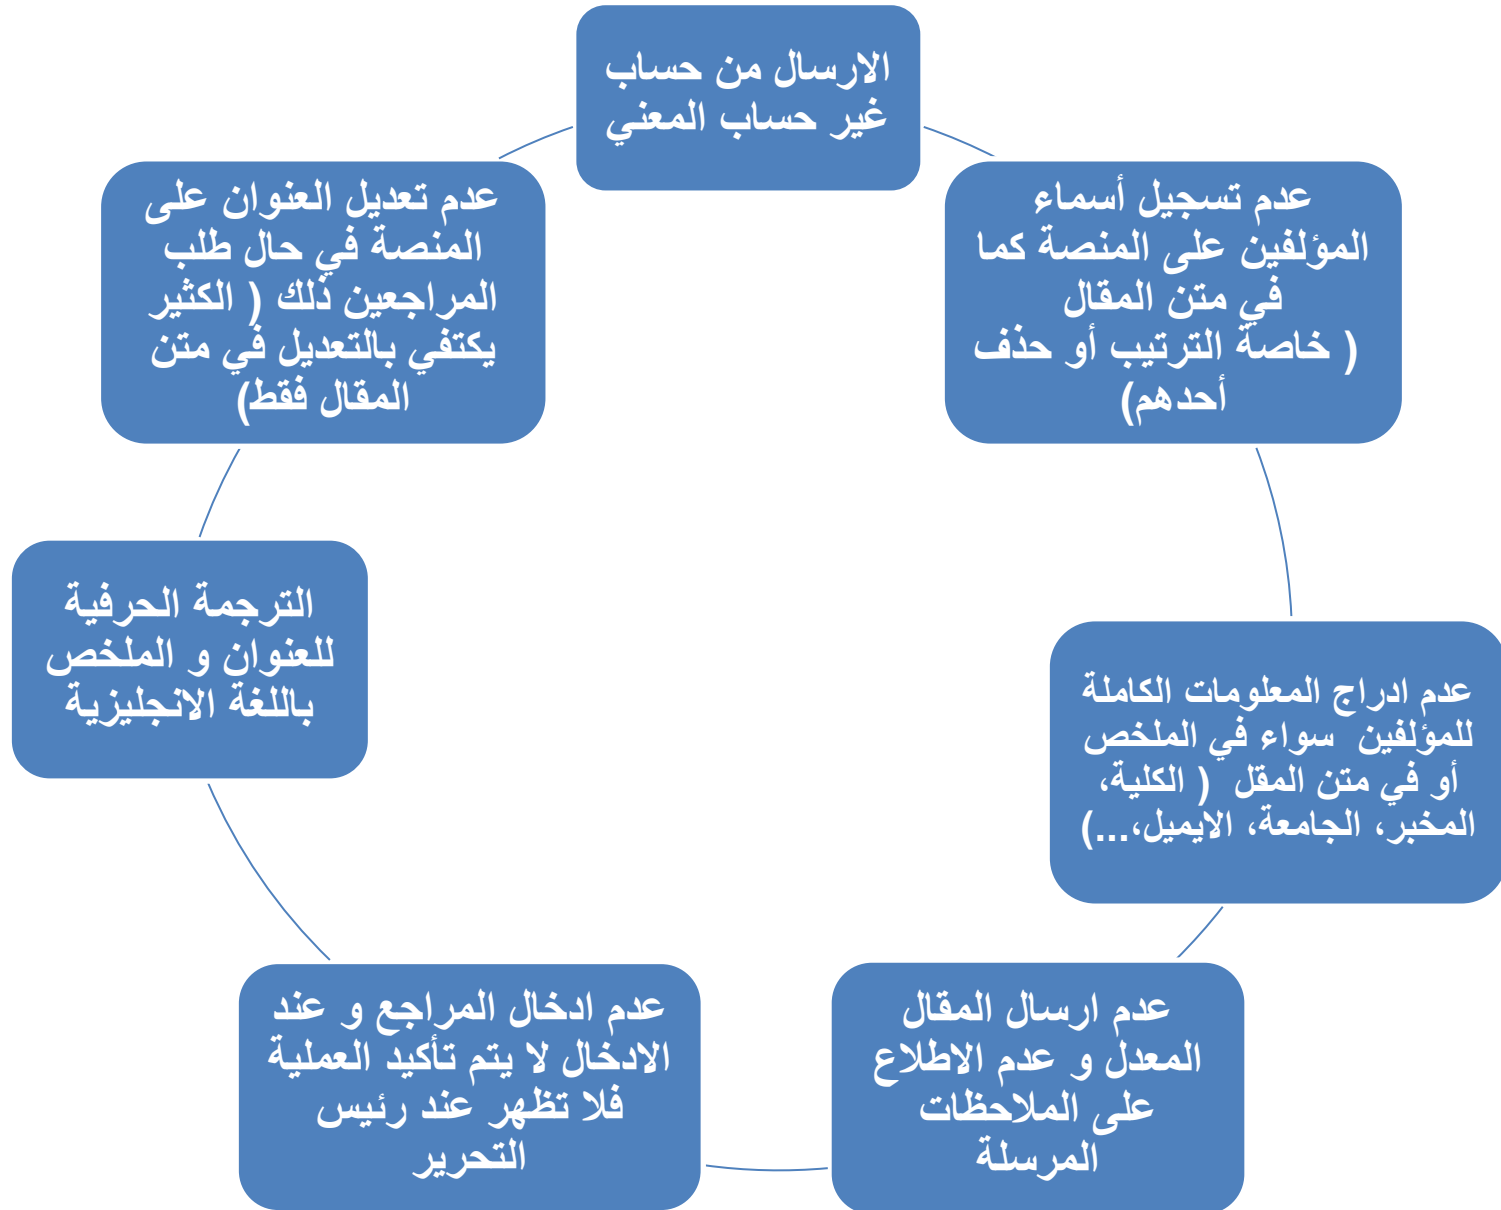 الارسال من حساب
غير حساب المعني
عدم تسجيل أسماء
المؤلفين على المنصة كما
في متن المقال
( خاصة الترتيب أو حذف
أحدهم)
عدم ادراج المعلومات الكاملة
للمؤلفين سواء في الملخص
أو في متن المقل ( الكلية،
المخبر، الجامعة، الايميل،...)
عدم ارسال المقال
المعدل و عدم الاطلاع
على الملاحظات
المرسلة
عدم ادخال المراجع و عند
الادخال لا يتم تأكيد العملية
فلا تظهر عند رئيس
التحرير
الترجمة الحرفية
للعنوان و الملخص
باللغة الانجليزية
عدم تعديل العنوان على
المنصة في حال طلب
المراجعين ذلك ( الكثير
يكتفي بالتعديل في متن
المقال فقط)